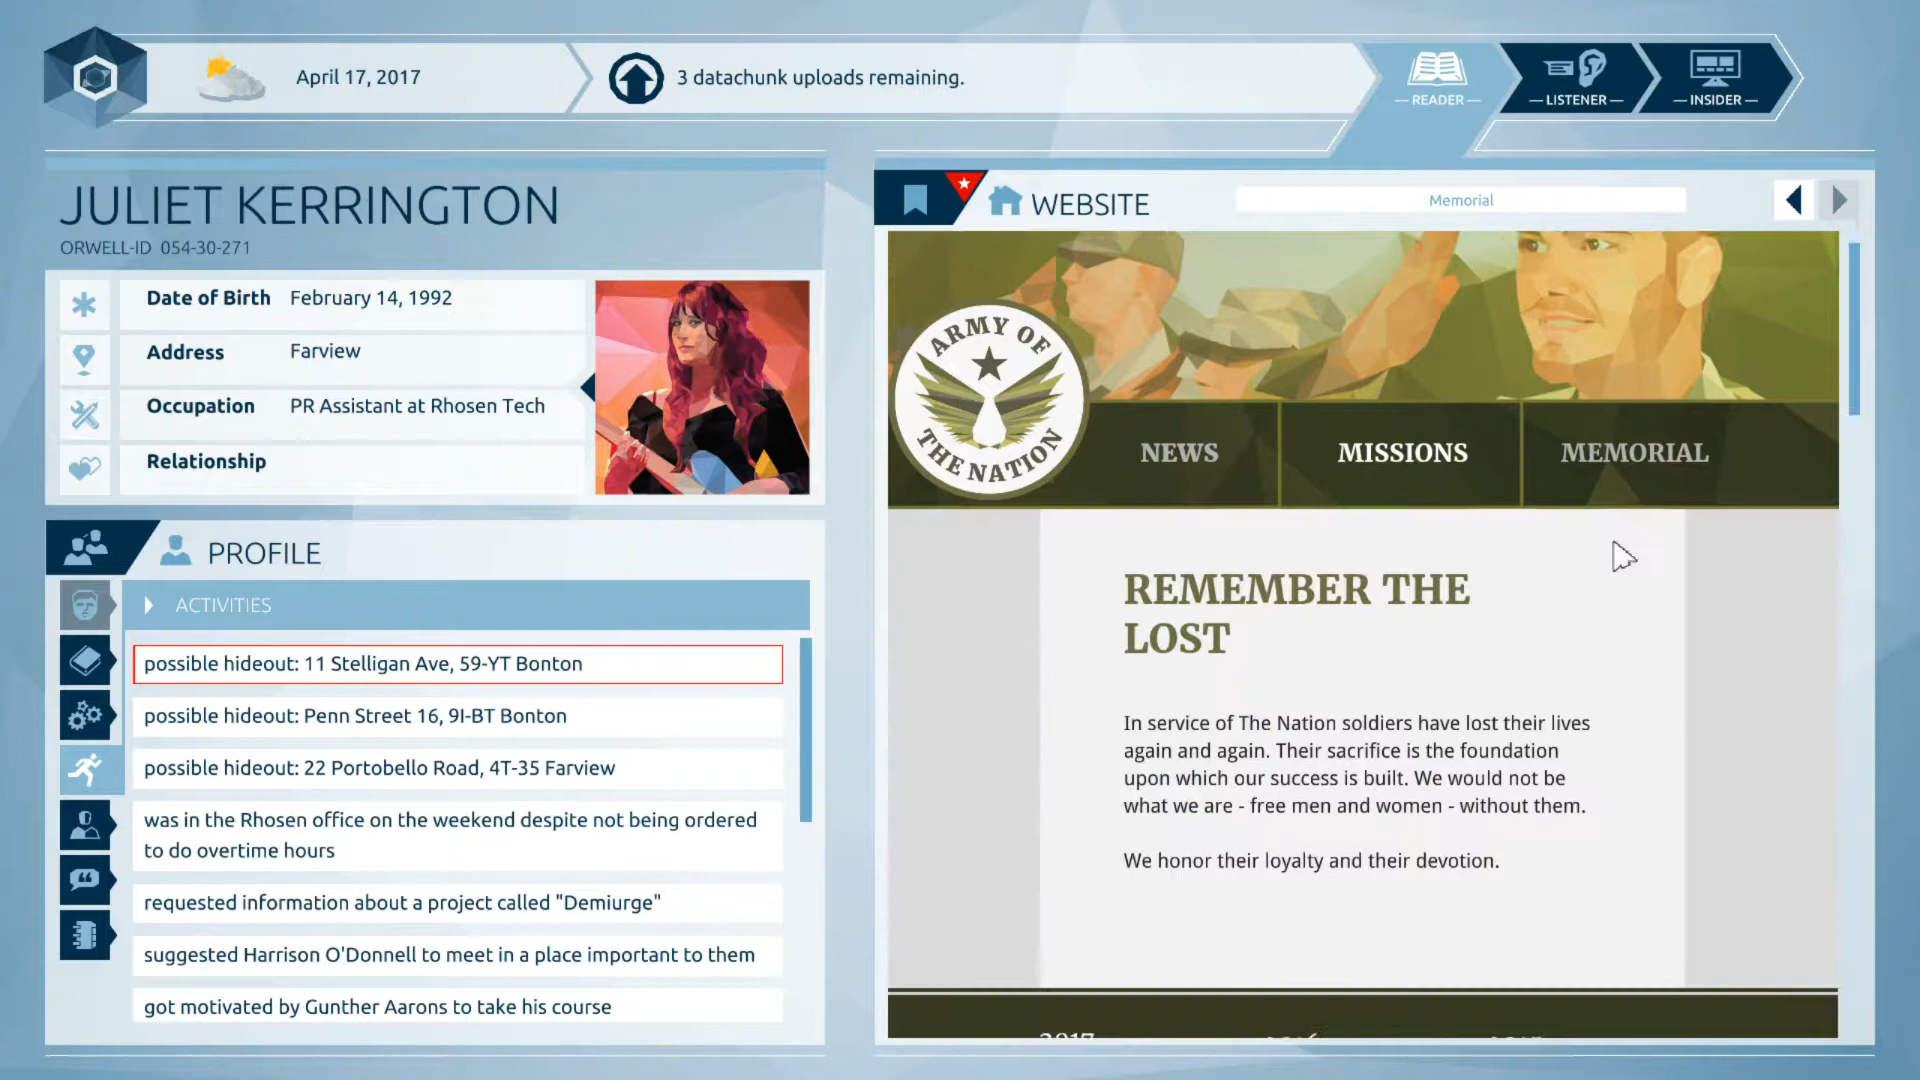 April 17, 2017
3 datachunk uploads remaining.
READER
LISTENER
INSIDER
JULIET KERRINGTON
ORWELL-ID 054-30-271
Date of Birth February 14, 1992
Address Farview
Occupation PR Assistant at Rhosen Tech
Relationship
PROFILE
ACTIVITIES
possible hideout: 11 Stelligan Ave, 59-YT Bonton
possible hideout: Penn Street 16, 9I-BT Bonton
possible hideout: 22 Portobello Road, 4T-35 Farview
was in the Rhosen office on the weekend despite not being ordered
to do overtime hours
requested information about a project called "Demiurge"
suggested Harrison O'Donnell to meet in a place important to them
got motivated by Gunther Aarons to take his course
WEBSITE
Memorial
ARMY OF
THE NATION
NEWS
MISSIONS
MEMORIAL
REMEMBER THE
LOST
In service of The Nation soldiers have lost their lives
again and again. Their sacrifice is the foundation
upon which our success is built. We would not be
what we are - free men and women - without them.
We honor their loyalty and their devotion.
2017